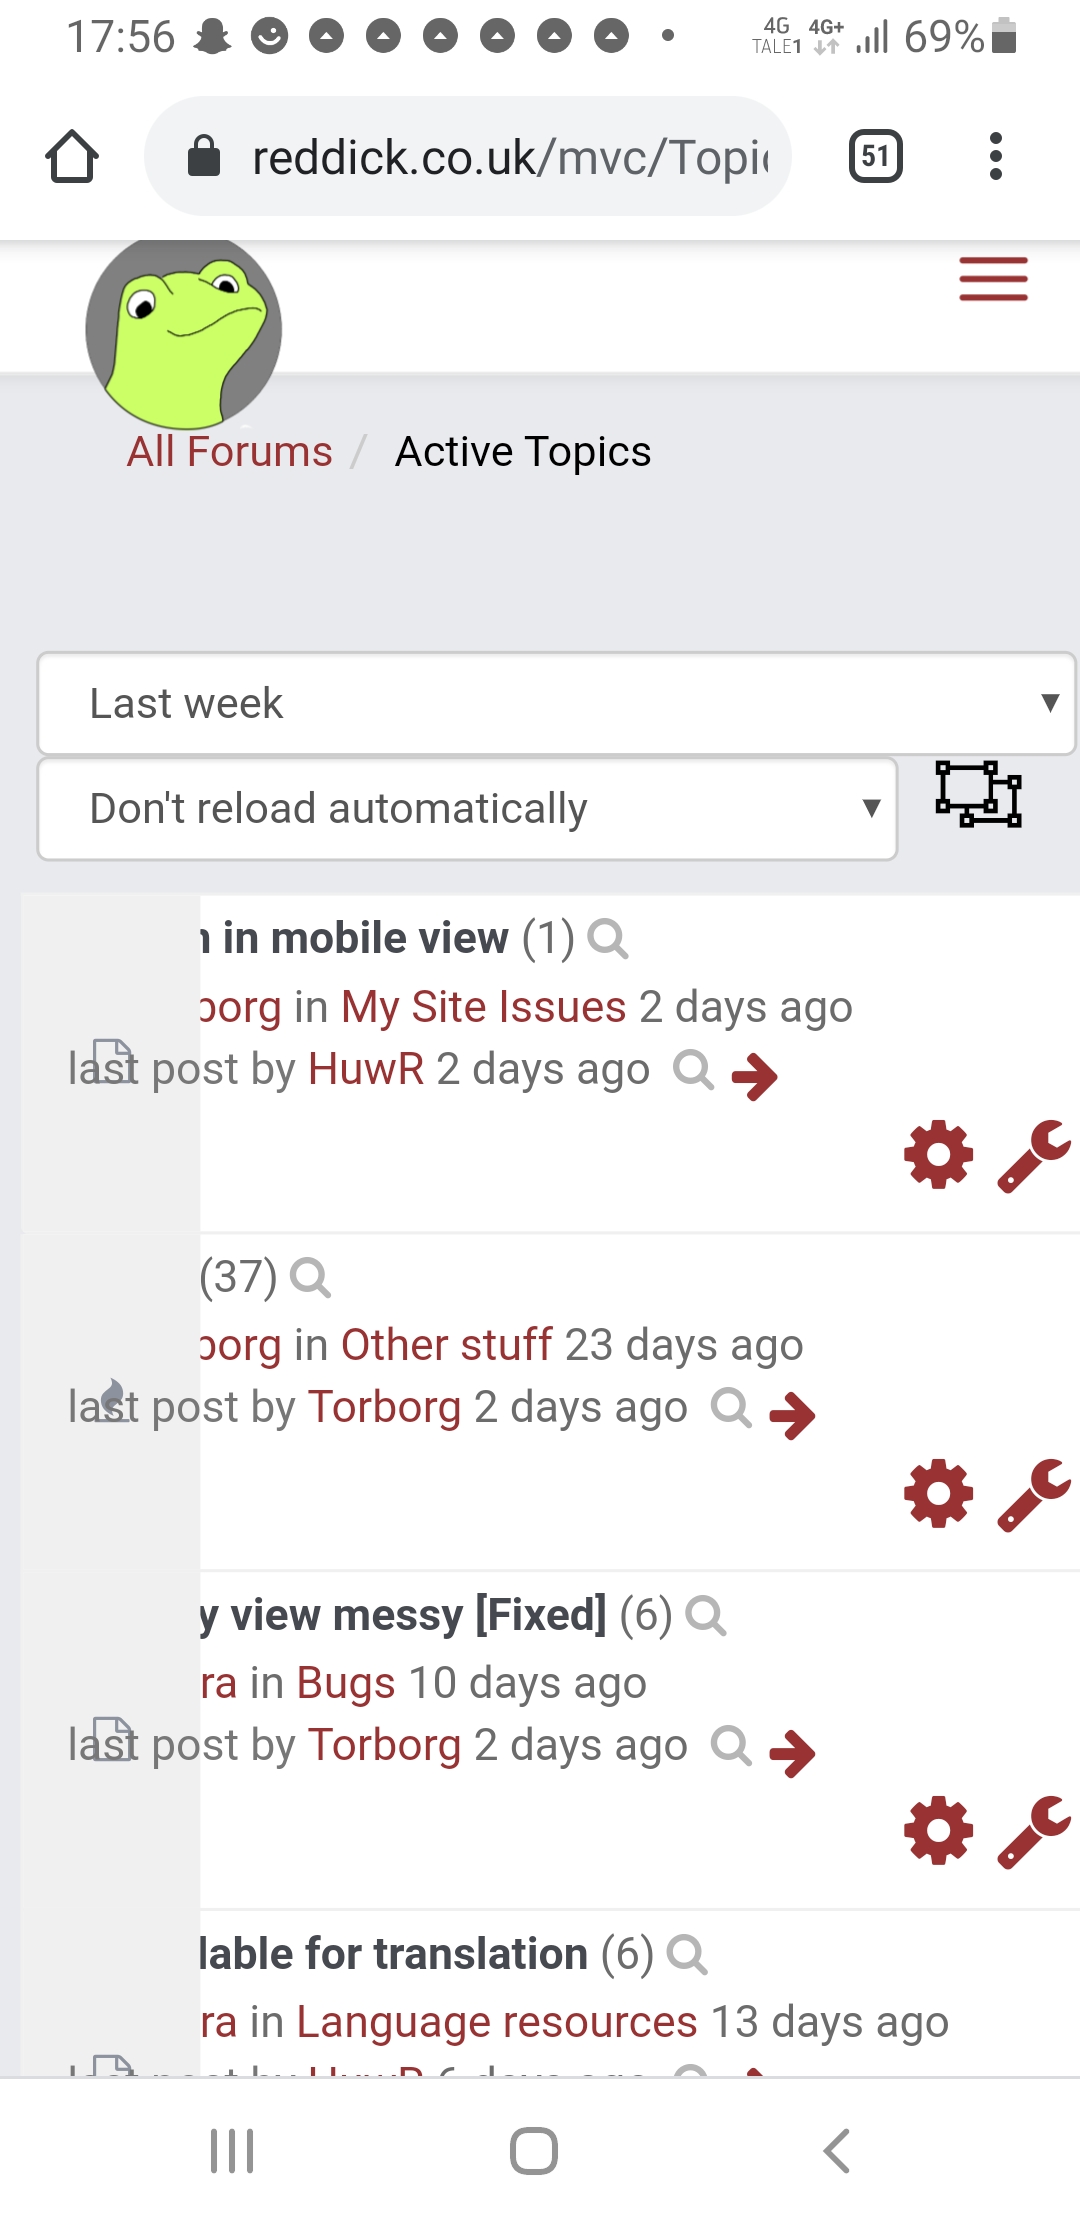 17:56 4G TALE1 4G+ 69%
reddick.co.uk/mvc/Topi
51
All Forums / Active Topics
Last week
Don't reload automatically
in mobile view (1)
borg in My Site Issues 2 days ago
last post by HuwR 2 days ago
(37)
borg in Other stuff 23 days ago
last post by Torborg 2 days ago
y view messy [Fixed] (6)
ra in Bugs 10 days ago
last post by Torborg 2 days ago
lable for translation (6)
ra in Language resources 13 days ago